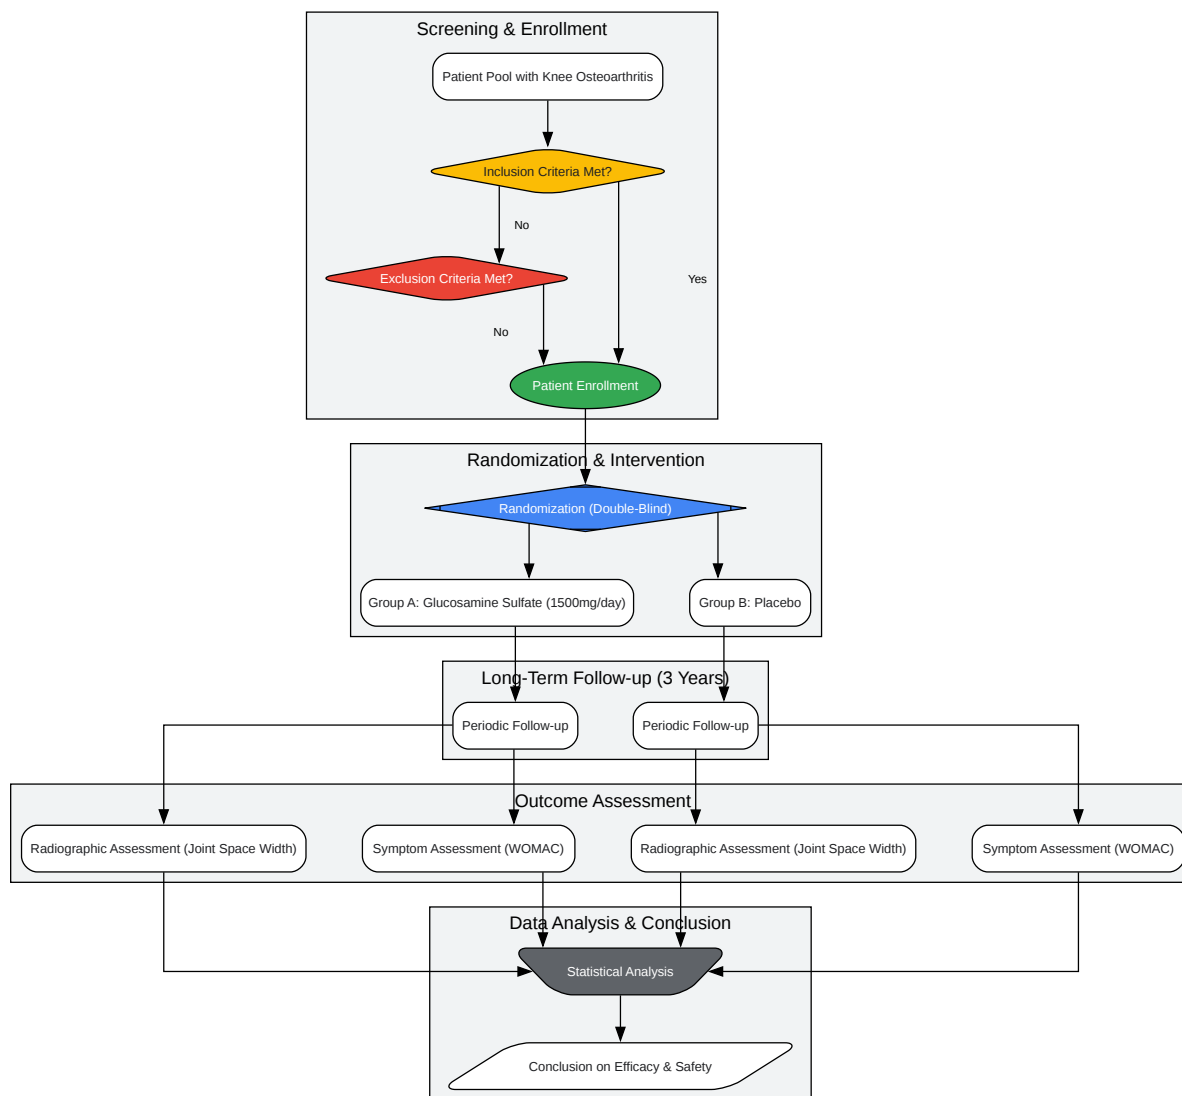 Screening & Enrollment
Patient Pool with Knee Osteoarthritis
Inclusion Criteria Met?
No
Exclusion Criteria Met?
Yes
No
Patient Enrollment
Randomization & Intervention
Randomization (Double-Blind)
Group A: Glucosamine Sulfate (1500mg/day)
Group B: Placebo
Long-Term Follow-up (3 Years)
Periodic Follow-up
Periodic Follow-up
Outcome Assessment
Radiographic Assessment (Joint Space Width)
Symptom Assessment (WOMAC)
Radiographic Assessment (Joint Space Width)
Symptom Assessment (WOMAC)
Data Analysis & Conclusion
Statistical Analysis
Conclusion on Efficacy & Safety